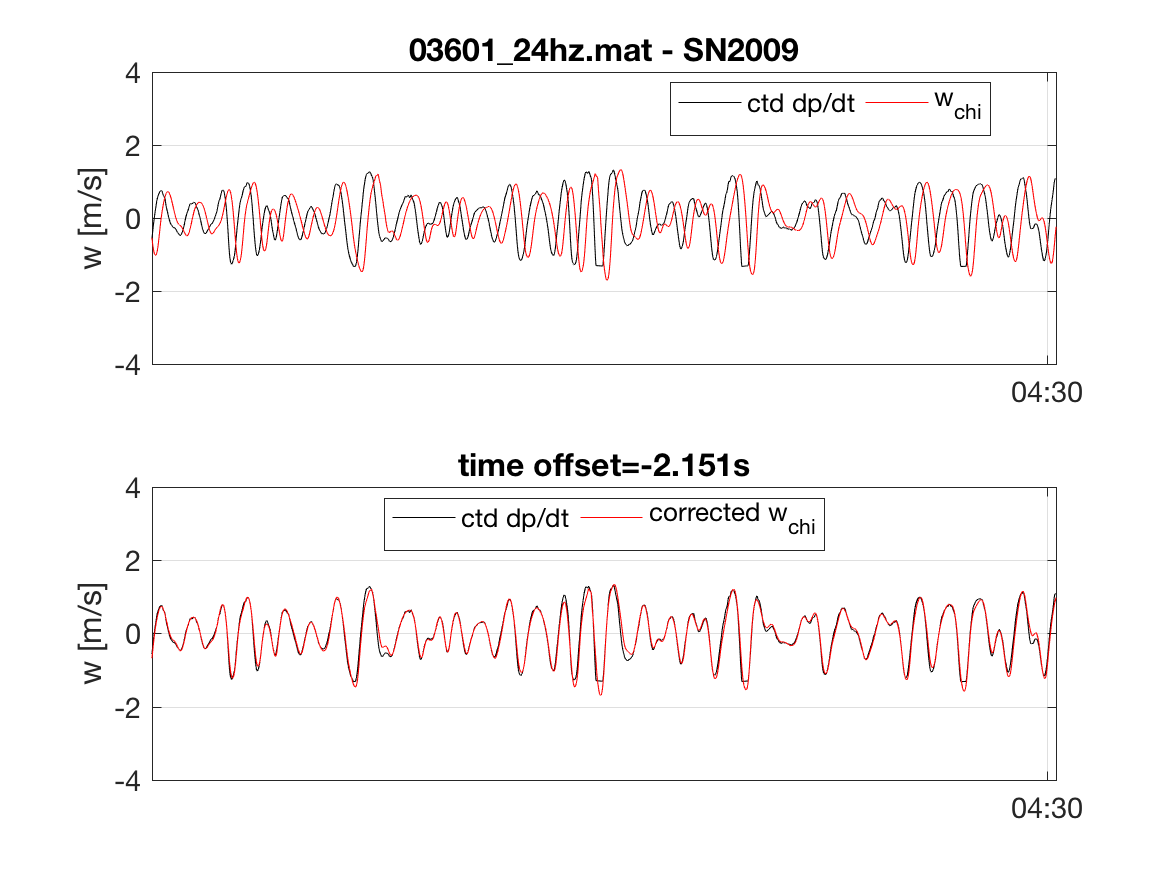 03601_24hz.mat - SN2009
4
ctd dp/dt w_chi
2
w [m/s]
0
-2
-4
04:30
time offset=-2.151s
4
ctd dp/dt corrected w_chi
2
w [m/s]
0
-2
-4
04:30